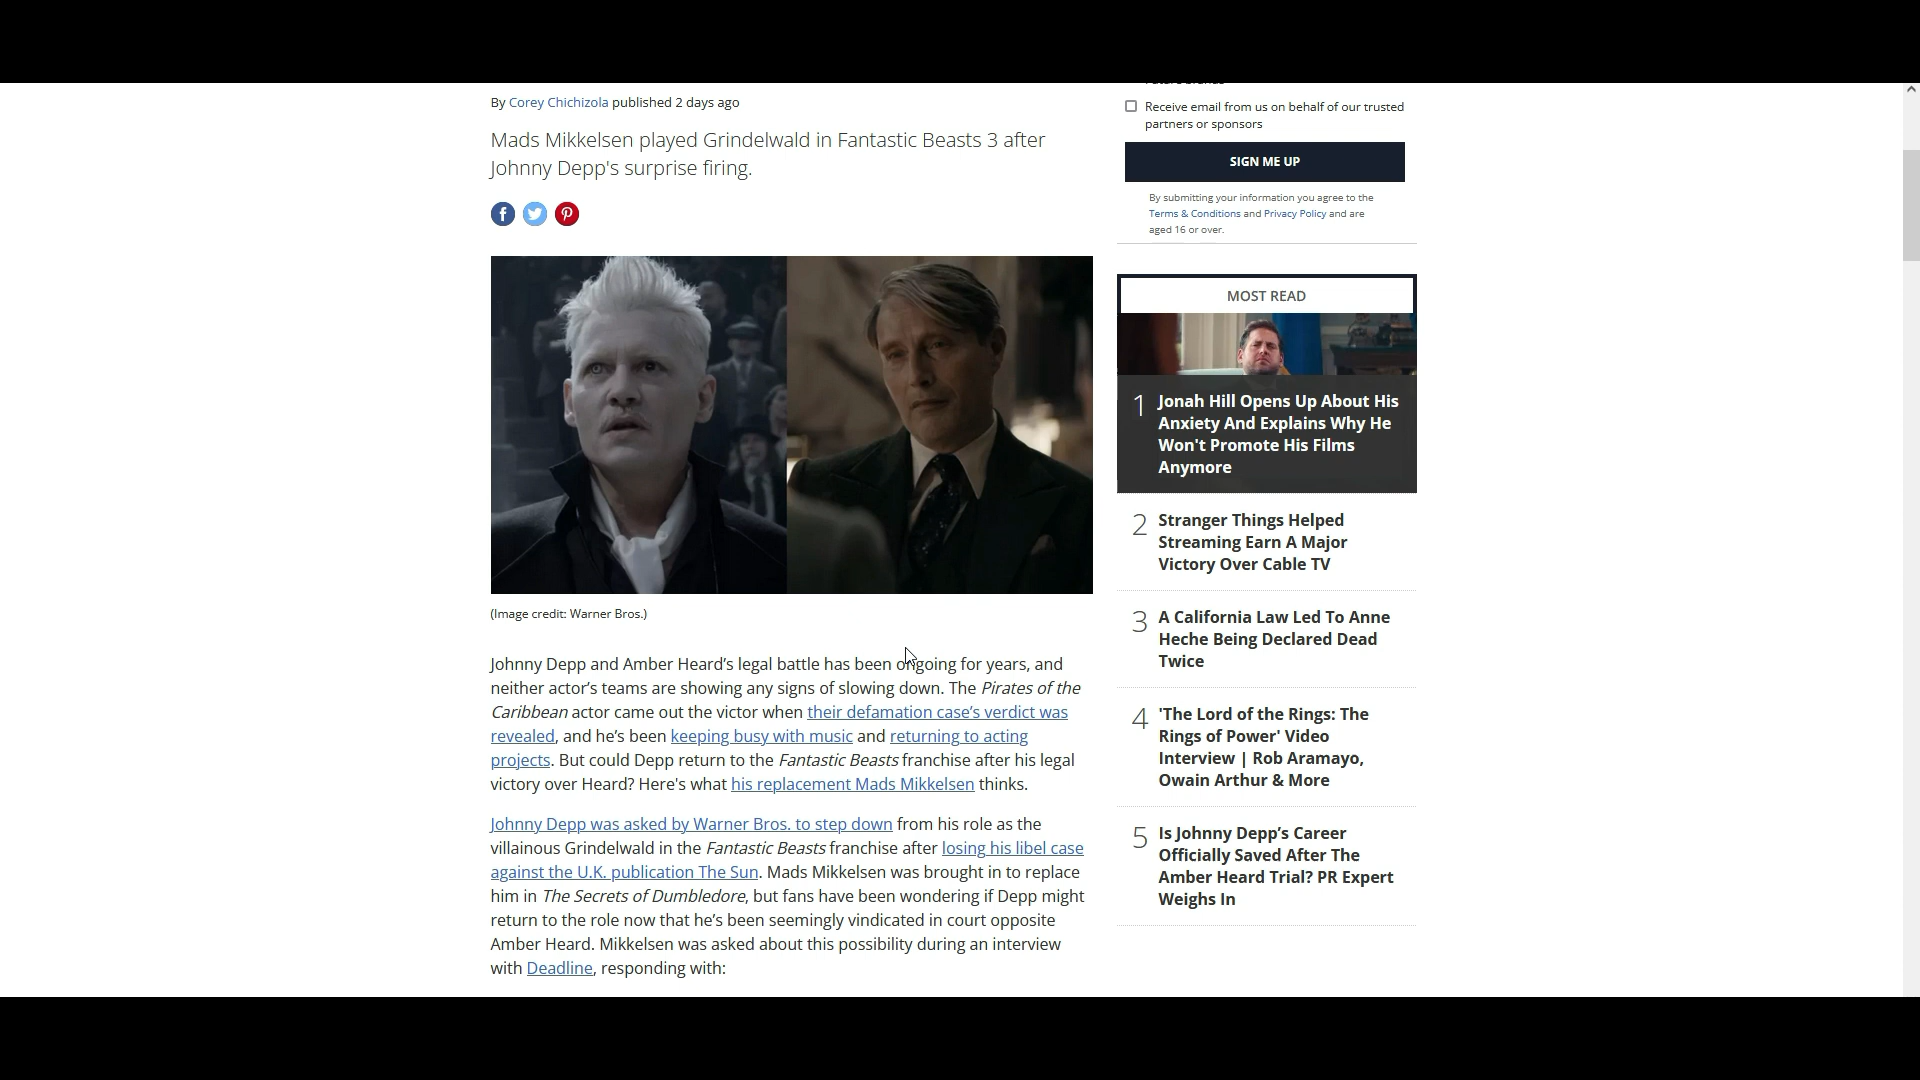 By Corey Chichizola published 2 days ago
Mads Mikkelsen played Grindelwald in Fantastic Beasts 3 after
Johnny Depp's surprise firing.
(Image credit: Warner Bros.)
Johnny Depp and Amber Heard’s legal battle has been ongoing for years, and
neither actor’s teams are showing any signs of slowing down. The Pirates of the
Caribbean actor came out the victor when their defamation case’s verdict was
revealed, and he’s been keeping busy with music and returning to acting
projects. But could Depp return to the Fantastic Beasts franchise after his legal
victory over Heard? Here's what his replacement Mads Mikkelsen thinks.
Johnny Depp was asked by Warner Bros. to step down from his role as the
villainous Grindelwald in the Fantastic Beasts franchise after losing his libel case
against the U.K. publication The Sun. Mads Mikkelsen was brought in to replace
him in The Secrets of Dumbledore, but fans have been wondering if Depp might
return to the role now that he’s been seemingly vindicated in court opposite
Amber Heard. Mikkelsen was asked about this possibility during an interview
with Deadline, responding with:
Receive email from us on behalf of our trusted
partners or sponsors
SIGN ME UP
By submitting your information you agree to the
Terms & Conditions and Privacy Policy and are
aged 16 or over.
MOST READ
1 Jonah Hill Opens Up About His
Anxiety And Explains Why He
Won't Promote His Films
Anymore
2 Stranger Things Helped
Streaming Earn A Major
Victory Over Cable TV
3 A California Law Led To Anne
Heche Being Declared Dead
Twice
4 'The Lord of the Rings: The
Rings of Power' Video
Interview | Rob Aramayo,
Owain Arthur & More
5 Is Johnny Depp’s Career
Officially Saved After The
Amber Heard Trial? PR Expert
Weighs In